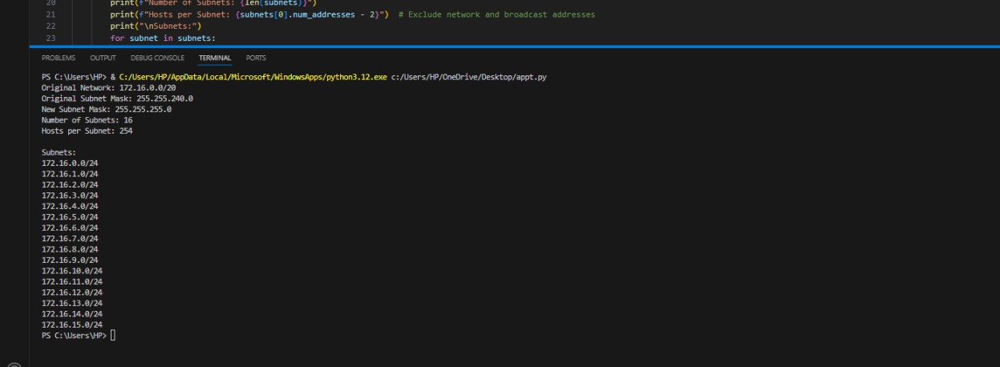 20 print(f"Number of Subnets: {len(subnets)}")
21 print(f"Hosts per Subnet: {subnets[0].num_addresses - 2}")  # Exclude network and broadcast addresses
22 print("\nSubnets:")
23 for subnet in subnets:
PROBLEMS OUTPUT DEBUG CONSOLE TERMINAL PORTS
PS C:\Users\HP> & C:/Users/HP/AppData/Local/Microsoft/WindowsApps/python3.12.exe c:/Users/HP/OneDrive/Desktop/appt.py
Original Network: 172.16.0.0/20
Original Subnet Mask: 255.255.240.0
New Subnet Mask: 255.255.255.0
Number of Subnets: 16
Hosts per Subnet: 254
Subnets:
172.16.0.0/24
172.16.1.0/24
172.16.2.0/24
172.16.3.0/24
172.16.4.0/24
172.16.5.0/24
172.16.6.0/24
172.16.7.0/24
172.16.8.0/24
172.16.9.0/24
172.16.10.0/24
172.16.11.0/24
172.16.12.0/24
172.16.13.0/24
172.16.14.0/24
172.16.15.0/24
PS C:\Users\HP>